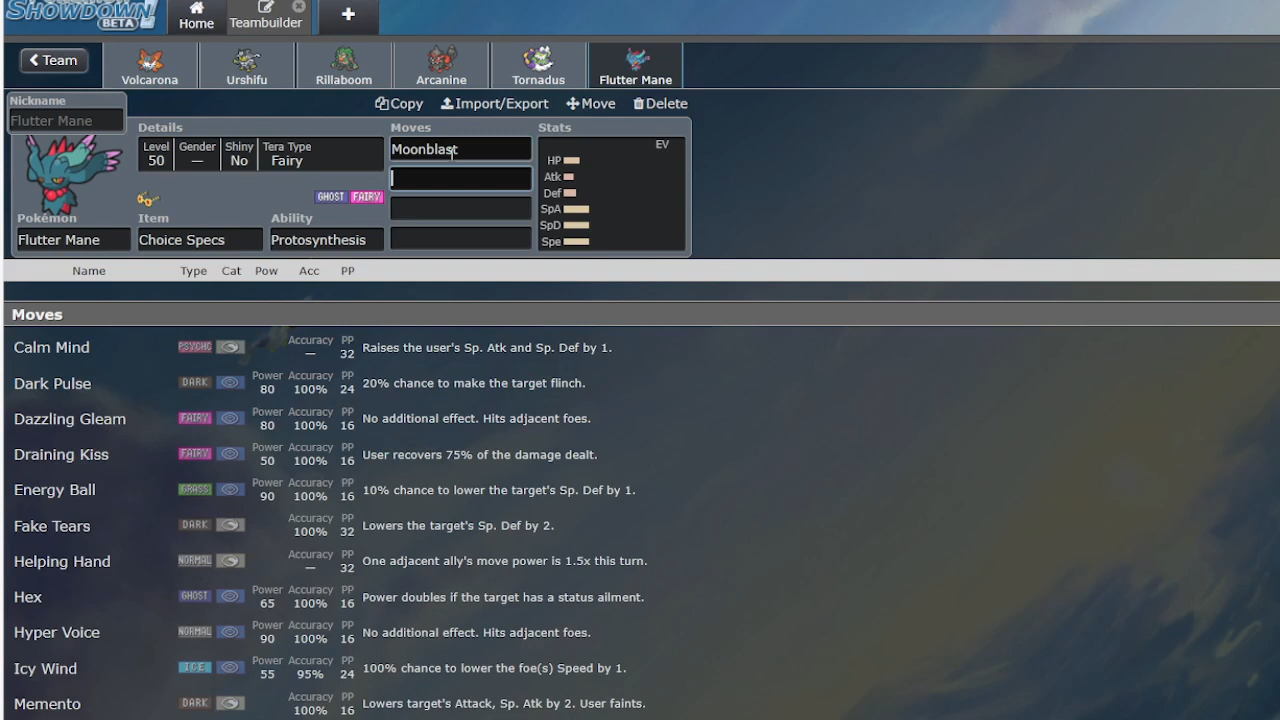 SHOWDOWN!
BETA
Home
Teambuilder
Team
Volcarona
Urshifu
Rillaboom
Arcanine
Tornadus
Flutter Mane
Nickname
Flutter Mane
Copy Import/Export Move Delete
Details
Level Gender Shiny Tera Type
50 — No Fairy
GHOST FAIRY
Pokémon Item Ability
Flutter Mane Choice Specs Protosynthesis
Moves
Moonblast
Stats
EV
HP
Atk
Def
SpA
SpD
Spe
Name Type Cat Pow Acc PP
Moves
Calm Mind PSYCHC Accuracy — PP 32 Raises the user's Sp. Atk and Sp. Def by 1.
Dark Pulse DARK Power 80 Accuracy 100% PP 24 20% chance to make the target flinch.
Dazzling Gleam FAIRY Power 80 Accuracy 100% PP 16 No additional effect. Hits adjacent foes.
Draining Kiss FAIRY Power 50 Accuracy 100% PP 16 User recovers 75% of the damage dealt.
Energy Ball GRASS Power 90 Accuracy 100% PP 16 10% chance to lower the target's Sp. Def by 1.
Fake Tears DARK Accuracy 100% PP 32 Lowers the target's Sp. Def by 2.
Helping Hand NORMAL Accuracy — PP 32 One adjacent ally's move power is 1.5x this turn.
Hex GHOST Power 65 Accuracy 100% PP 16 Power doubles if the target has a status ailment.
Hyper Voice NORMAL Power 90 Accuracy 100% PP 16 No additional effect. Hits adjacent foes.
Icy Wind ICE Power 55 Accuracy 95% PP 24 100% chance to lower the foe(s) Speed by 1.
Memento DARK Accuracy 100% PP 16 Lowers target's Attack, Sp. Atk by 2. User faints.